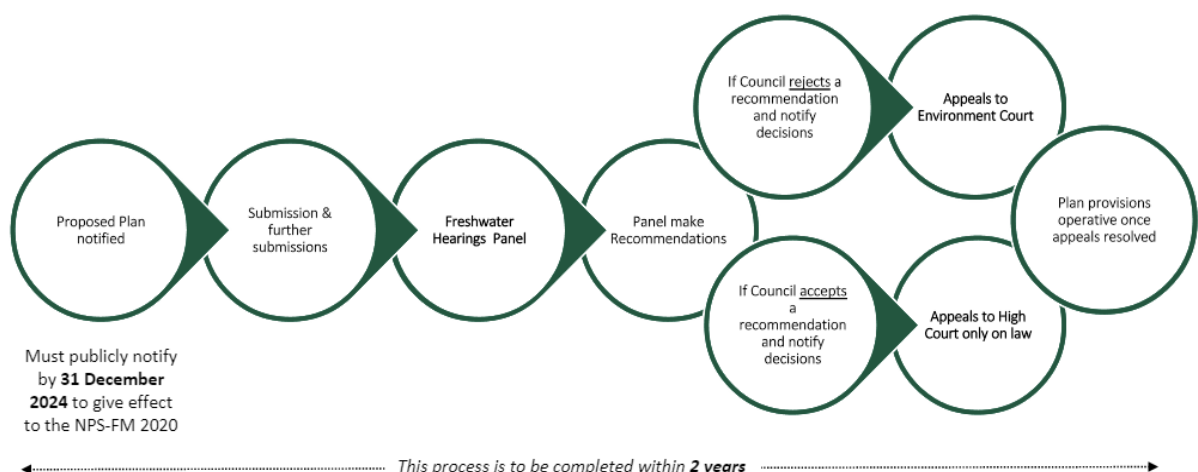 Proposed Plan
notified
Submission &
further
submissions
Freshwater
Hearings Panel
Panel make
Recommendations
If Council rejects a
recommendation
and notify
decisions
Appeals to
Environment Court
If Council accepts
a
recommendation
and notify
decisions
Appeals to High
Court only on law
Plan provisions
operative once
appeals resolved
Must publicly notify
by 31 December
2024 to give effect
to the NPS-FM 2020
This process is to be completed within 2 years